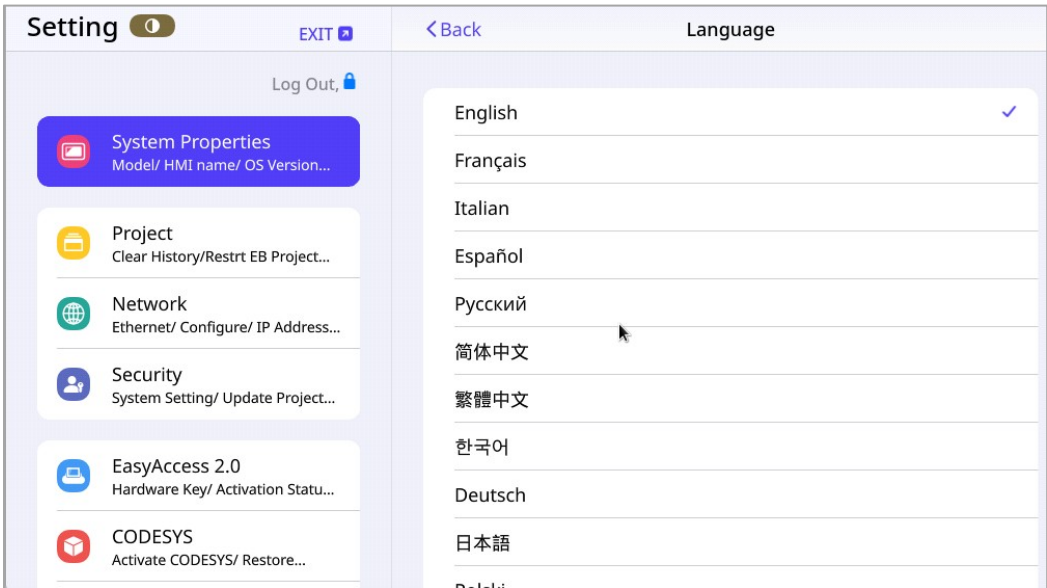 Setting
EXIT
Log Out,
System Properties
Model/ HMI name/ OS Version...
Project
Clear History/Restrt EB Project...
Network
Ethernet/ Configure/ IP Address...
Security
System Setting/ Update Project...
EasyAccess 2.0
Hardware Key/ Activation Statu...
CODESYS
Activate CODESYS/ Restore...
Back
Language
English
Français
Italian
Español
Русский
简体中文
繁體中文
한국어
Deutsch
日本語